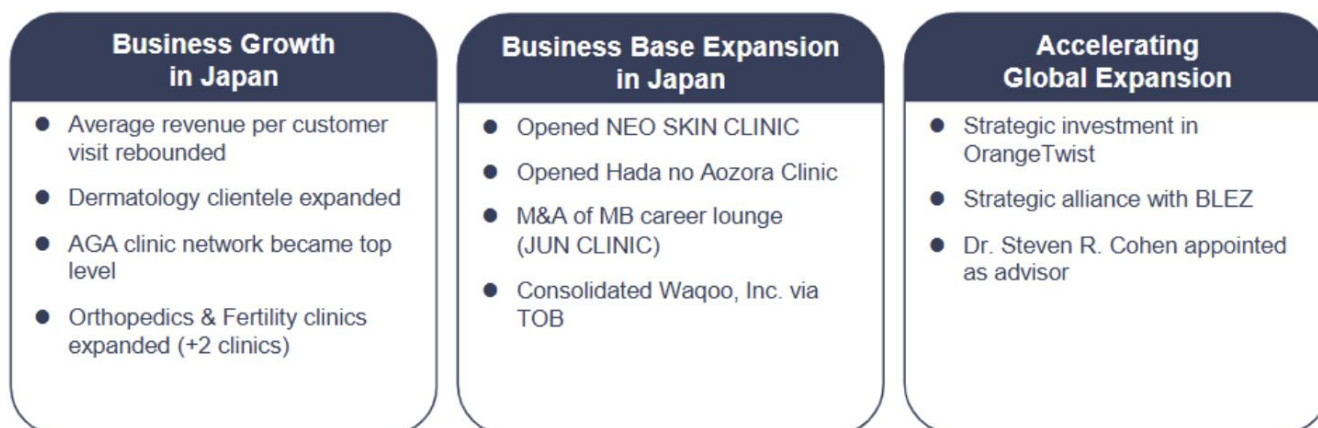 Business Growth
in Japan
● Average revenue per customer
visit rebounded
● Dermatology clientele expanded
● AGA clinic network became top
level
● Orthopedics & Fertility clinics
expanded (+2 clinics)
Business Base Expansion
in Japan
● Opened NEO SKIN CLINIC
● Opened Hada no Aozora Clinic
● M&A of MB career lounge
(JUN CLINIC)
● Consolidated Waqoo, Inc. via
TOB
Accelerating
Global Expansion
● Strategic investment in
OrangeTwist
● Strategic alliance with BLEZ
● Dr. Steven R. Cohen appointed
as advisor